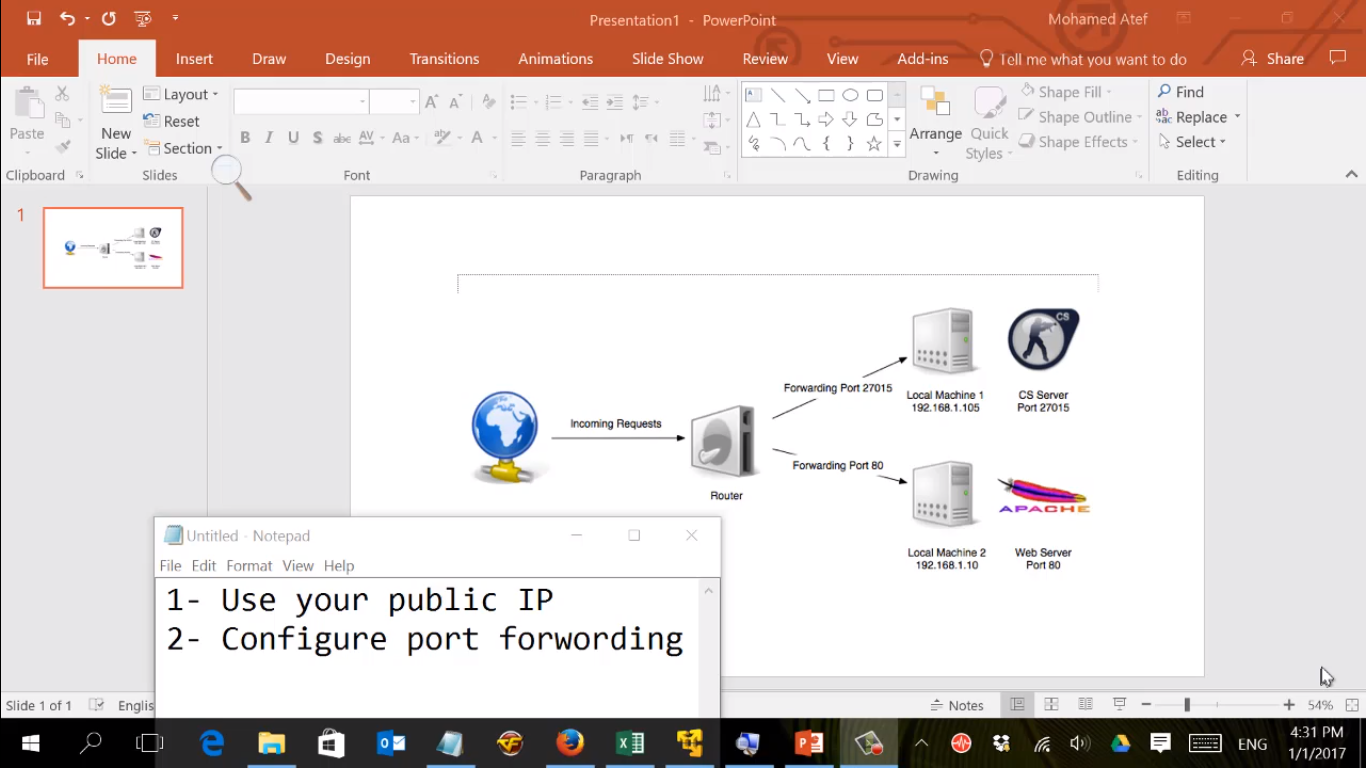 Presentation1 - PowerPoint
Mohamed Atef
File
Home
Insert
Draw
Design
Transitions
Animations
Slide Show
Review
View
Add-ins
Tell me what you want to do
Share
Paste
New
Slide
Layout
Reset
Section
B I U S abc AV Aa A
A A
Arrange
Quick
Styles
Shape Fill
Shape Outline
Shape Effects
Find
Replace
Select
Clipboard
Slides
Font
Paragraph
Drawing
Editing
1
Incoming Requests
Router
Forwarding Port 27015
Forwarding Port 80
Local Machine 1
192.168.1.105
CS
CS Server
Port 27015
Local Machine 2
192.168.1.10
APACHE
Web Server
Port 80
Untitled - Notepad
File Edit Format View Help
1- Use your public IP
2- Configure port forwording
Slide 1 of 1
Englis
Notes
54%
ENG
4:31 PM
1/1/2017